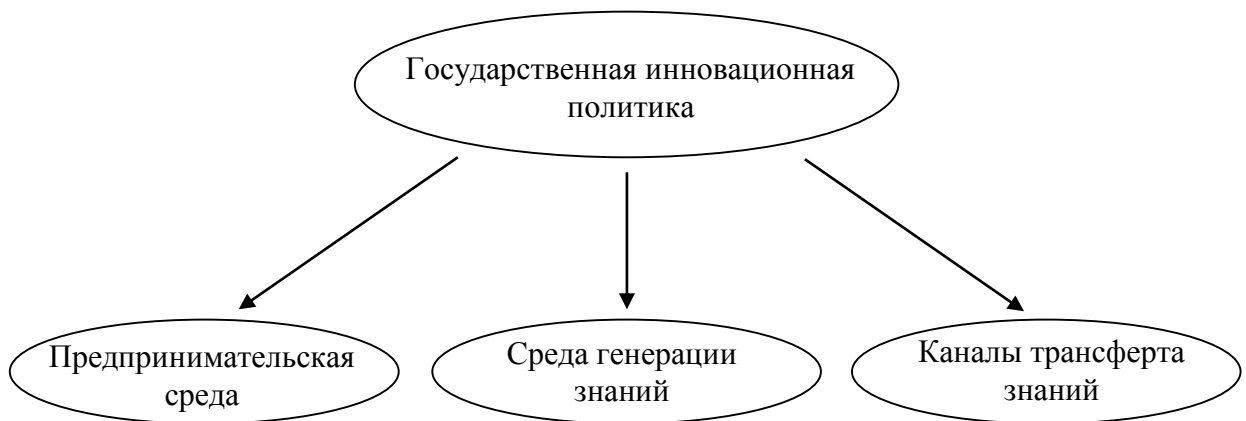 Государственная инновационная
политика
Предпринимательская
среда
Среда генерации
знаний
Каналы трансферта
знаний